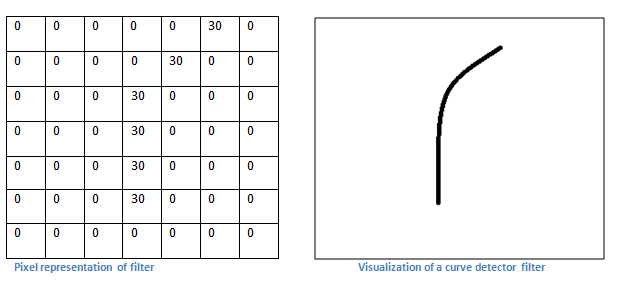 0 0 0 0 0 30 0
0 0 0 0 30 0 0
0 0 0 30 0 0 0
0 0 0 30 0 0 0
0 0 0 30 0 0 0
0 0 0 30 0 0 0
0 0 0 0 0 0 0
Pixel representation of filter
Visualization of a curve detector filter